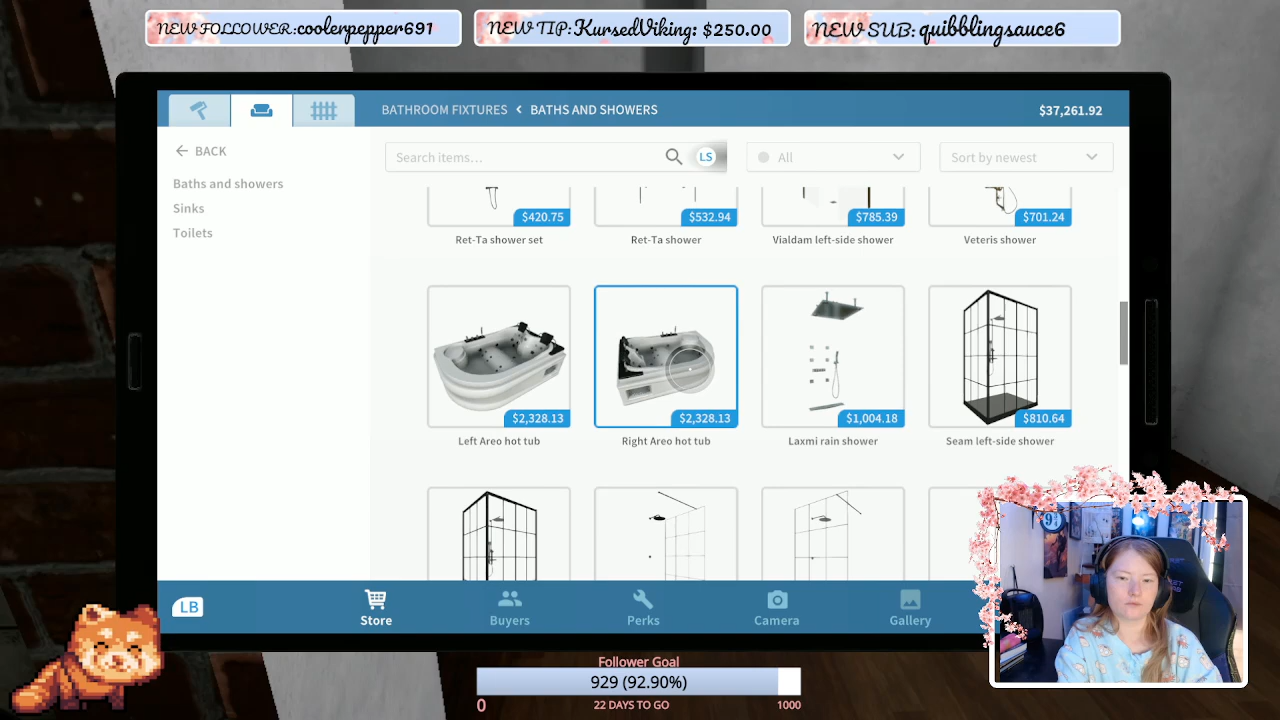 NEW FOLLOWER: coolerpepper691
NEW TIP: KursedViking: $250.00
NEW SUB: quibblingsauce6
BATHROOM FIXTURES < BATHS AND SHOWERS
$37,261.92
BACK
Search items...
LS
All
Sort by newest
Baths and showers
Sinks
Toilets
$420.75
$532.94
$785.39
$701.24
Ret-Ta shower set
Ret-Ta shower
Vialdam left-side shower
Veteris shower
$2,328.13
$2,328.13
$1,004.18
$810.64
Left Areo hot tub
Right Areo hot tub
Laxmi rain shower
Seam left-side shower
LB
Store
Buyers
Perks
Camera
Gallery
Follower Goal
929 (92.90%)
0
22 DAYS TO GO
1000